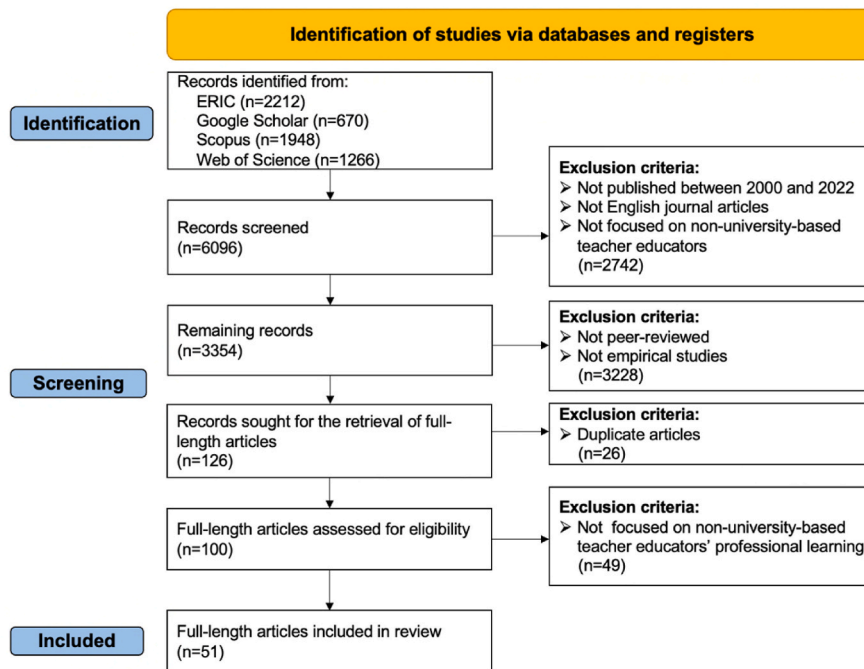 Identification of studies via databases and registers
Identification
Records identified from:
ERIC (n=2212)
Google Scholar (n=670)
Scopus (n=1948)
Web of Science (n=1266)
Records screened
(n=6096)
Exclusion criteria:
➢ Not published between 2000 and 2022
➢ Not English journal articles
➢ Not focused on non-university-based
teacher educators
(n=2742)
Screening
Remaining records
(n=3354)
Exclusion criteria:
➢ Not peer-reviewed
➢ Not empirical studies
(n=3228)
Records sought for the retrieval of full-
length articles
(n=126)
Exclusion criteria:
➢ Duplicate articles
(n=26)
Full-length articles assessed for eligibility
(n=100)
Exclusion criteria:
➢ Not focused on non-university-based
teacher educators' professional learning
(n=49)
Included
Full-length articles included in review
(n=51)